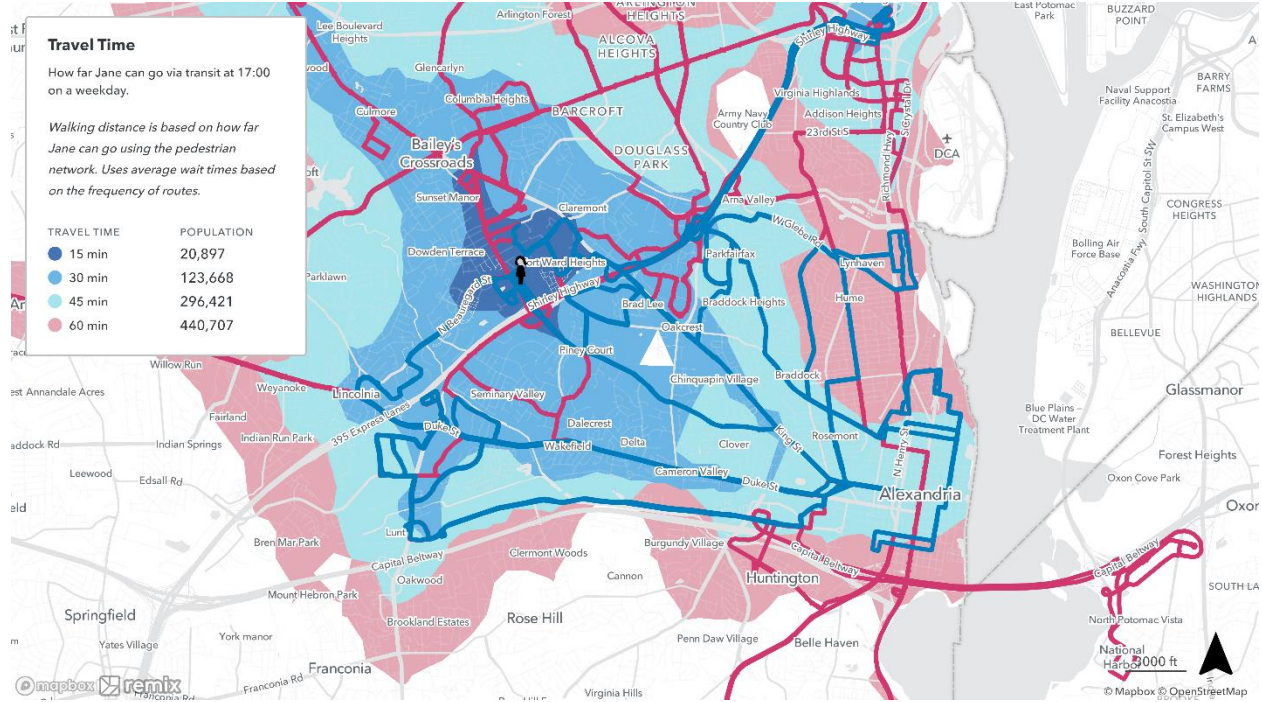 Travel Time
How far Jane can go via transit at 17:00
on a weekday.
Walking distance is based on how far
Jane can go using the pedestrian
network. Uses average wait times based
on the frequency of routes.
TRAVEL TIME POPULATION
15 min 20,897
30 min 123,668
45 min 296,421
60 min 440,707
Lee Boulevard
Heights
Arlington Forest
ARLINGTON
HEIGHTS
ALCOVA
HEIGHTS
Glencarlyn
Shirley Highway
East Potomac
Park
BUZZARD
POINT
BARRY
FARMS
Naval Support
Facility Anacostia
St. Elizabeth's
Campus West
Culmore
Columbia Heights
BARCROFT
Army Navy
Country Club
Virginia Highlands
Addison Heights
23rd St S
S Crystal Dr
DCA
Bailey's
Crossroads
DOUGLASS
PARK
Richmond Hwy
South Capitol St SW
Anacostia Fwy
CONGRESS
HEIGHTS
Sunset Manor
Claremont
Arna Valley
W Glebe Rd
Bolling Air
Force Base
Dowden Terrace
Fort Ward Heights
Parkfairfax
Lynhaven
Parklawn
N Beauregard St
Shirley Highway
Brad Lee
Braddock Heights
Hume
WASHINGTON
HIGHLANDS
Oakcrest
BELLEVUE
Piney Court
Willow Run
Weyanoke
Lincolnia
Seminary Valley
Chinquapin Village
Braddock
Glassmanor
est Annandale Acres
Fairland
395 Express Lanes
Dalecrest
Blue Plains –
DC Water
Treatment Plant
addock Rd
Indian Springs
Indian Run Park
Duke St
Wakefield
Delta
Clover
King St
Rosemont
N Henry St
Forest Heights
Leewood
Edsall Rd
Cameron Valley
Duke St
Alexandria
Oxon Cove Park
Oxon
Lunt
Bren Mar Park
Capital Beltway
Clermont Woods
Burgundy Village
Capital Beltway
Capital Beltway
Oakwood
Cannon
Huntington
SOUTH LA
Mount Hebron Park
Springfield
Brookland Estates
Rose Hill
North Potomac Vista
Yates Village
York manor
Penn Daw Village
Belle Haven
National
Harbor
3000 ft
Franconia
Franconia Rd
Virginia Hills
mapbox remix
© Mapbox © OpenStreetMap